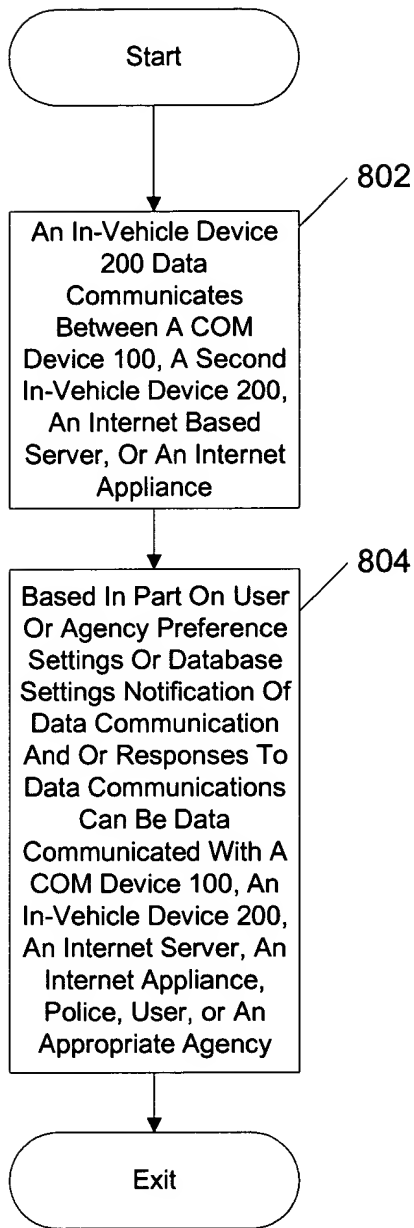 Start
802
An In-Vehicle Device
200 Data
Communicates
Between A COM
Device 100, A Second
In-Vehicle Device 200,
An Internet Based
Server, Or An Internet
Appliance
804
Based In Part On User
Or Agency Preference
Settings Or Database
Settings Notification Of
Data Communication
And Or Responses To
Data Communications
Can Be Data
Communicated With A
COM Device 100, An
In-Vehicle Device 200,
An Internet Server, An
Internet Appliance,
Police, User, or An
Appropriate Agency
Exit